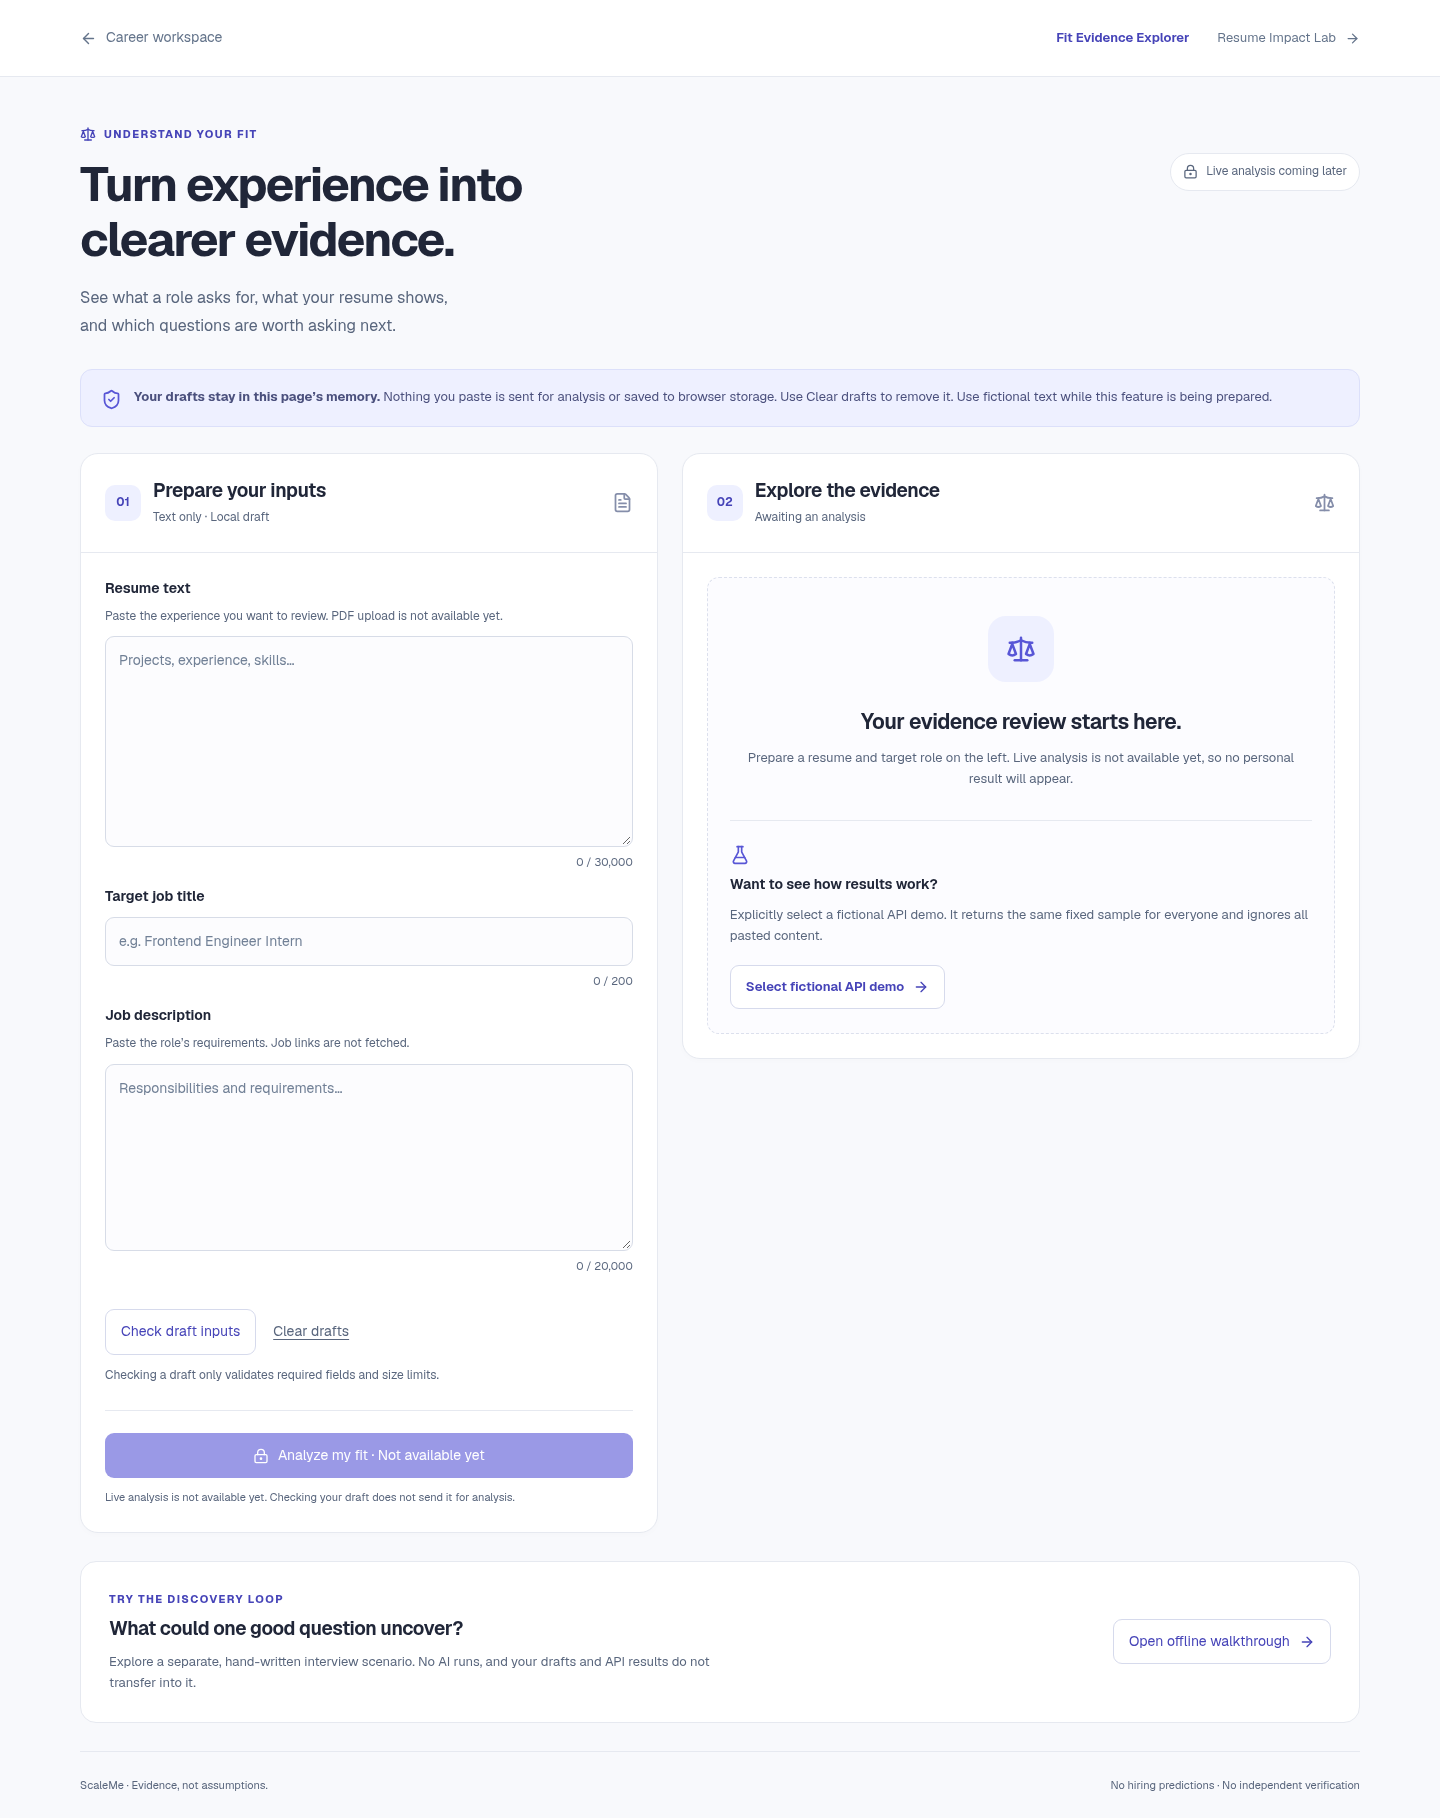 Career workspace
Fit Evidence Explorer
Resume Impact Lab
UNDERSTAND YOUR FIT
Turn experience into
clearer evidence.
Live analysis coming later
See what a role asks for, what your resume shows,
and which questions are worth asking next.
Your drafts stay in this page's memory. Nothing you paste is sent for analysis or saved to browser storage. Use Clear drafts to remove it. Use fictional text while this feature is being prepared.
01
Prepare your inputs
Text only · Local draft
Resume text
Paste the experience you want to review. PDF upload is not available yet.
Projects, experience, skills…
0 / 30,000
Target job title
e.g. Frontend Engineer Intern
0 / 200
Job description
Paste the role's requirements. Job links are not fetched.
Responsibilities and requirements…
0 / 20,000
Check draft inputs
Clear drafts
Checking a draft only validates required fields and size limits.
Analyze my fit · Not available yet
Live analysis is not available yet. Checking your draft does not send it for analysis.
02
Explore the evidence
Awaiting an analysis
Your evidence review starts here.
Prepare a resume and target role on the left. Live analysis is not available yet, so no personal
result will appear.
Want to see how results work?
Explicitly select a fictional API demo. It returns the same fixed sample for everyone and ignores all
pasted content.
Select fictional API demo
TRY THE DISCOVERY LOOP
What could one good question uncover?
Explore a separate, hand-written interview scenario. No AI runs, and your drafts and API results do not
transfer into it.
Open offline walkthrough
ScaleMe · Evidence, not assumptions.
No hiring predictions · No independent verification